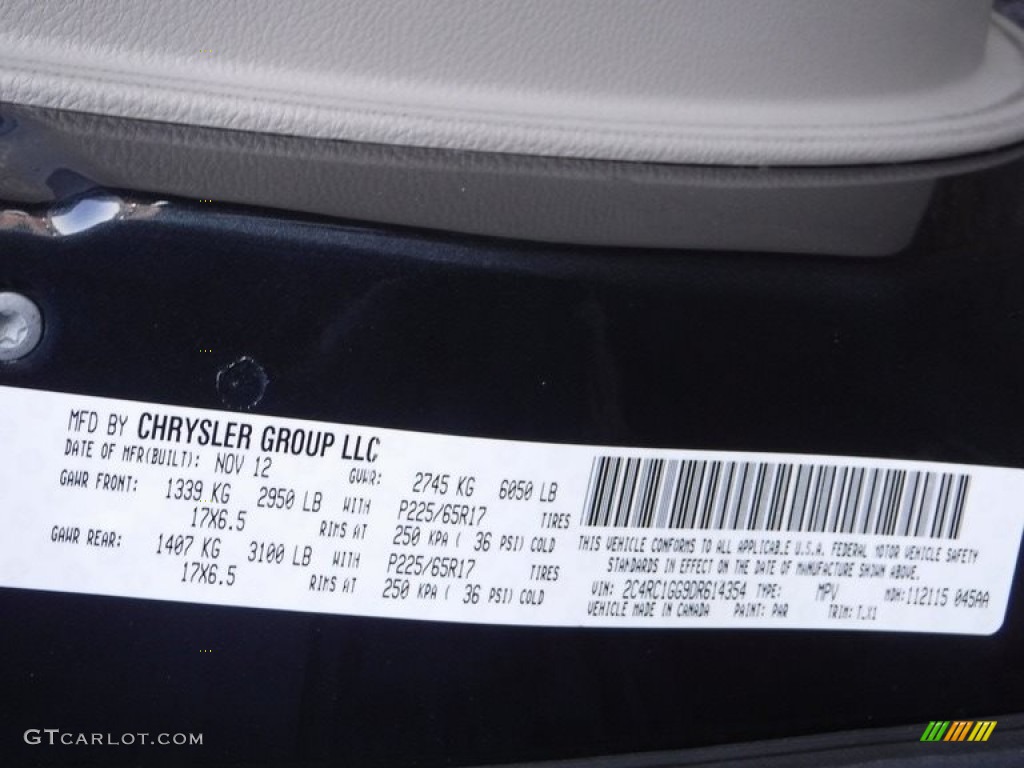 MFD BY CHRYSLER GROUP LLC
DATE OF MFR(BUILT): NOV 12 GVWR: 2745 KG 6050 LB
GAWR FRONT: 1339 KG 2950 LB WITH P225/65R17 TIRES
17X6.5 RIMS AT 250 KPA ( 36 PSI) COLD
GAWR REAR: 1407 KG 3100 LB WITH P225/65R17 TIRES
17X6.5 RIMS AT 250 KPA ( 36 PSI) COLD
THIS VEHICLE CONFORMS TO ALL APPLICABLE U.S.A. FEDERAL MOTOR VEHICLE SAFETY
STANDARDS IN EFFECT ON THE DATE OF MANUFACTURE SHOWN ABOVE.
VIN: 2C4RC1GG9DR614354 TYPE: MPV MDH: 112115 045AA
VEHICLE MADE IN CANADA PAINT: PAR TRIM: TJX1
GTCARLOT.COM